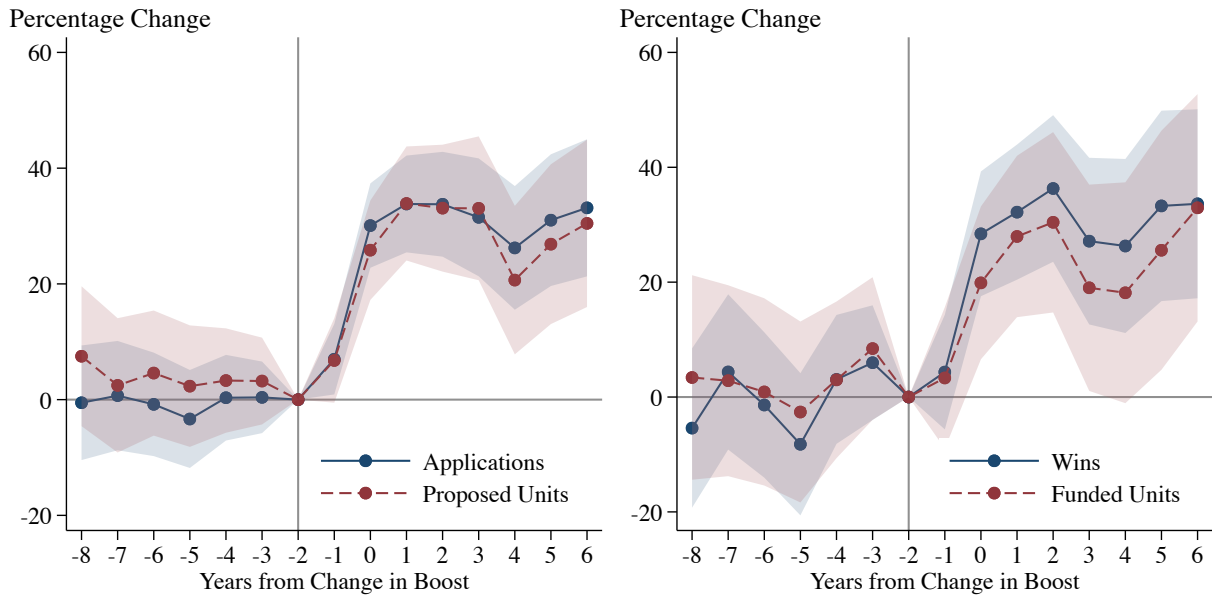 Percentage Change
60
40
20
0
-20
Applications
Proposed Units
-8 -7 -6 -5 -4 -3 -2 -1 0 1 2 3 4 5 6
Years from Change in Boost
Percentage Change
60
40
20
0
-20
Wins
Funded Units
-8 -7 -6 -5 -4 -3 -2 -1 0 1 2 3 4 5 6
Years from Change in Boost